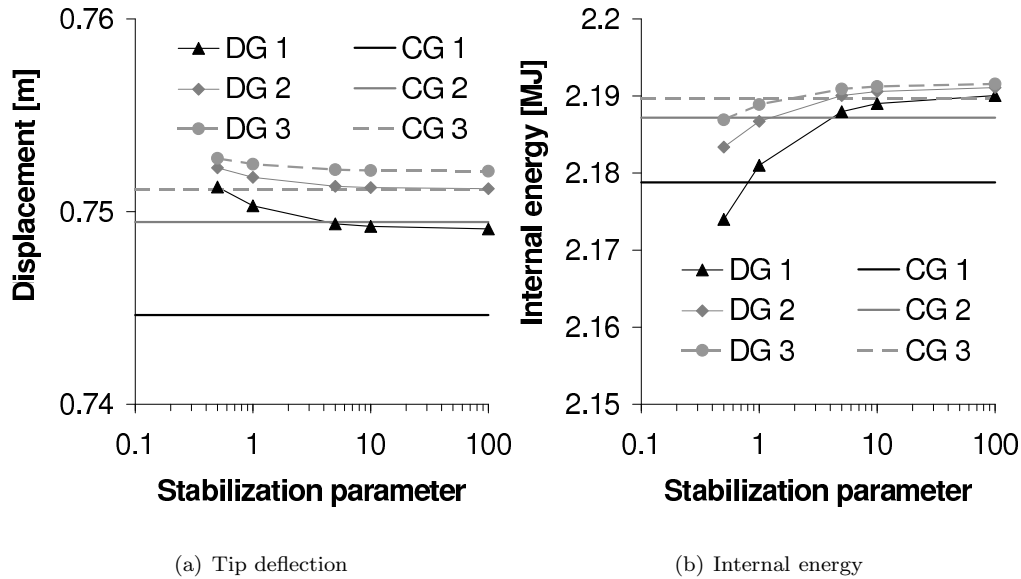 0.76
0.75
0.74
Displacement [m]
DG 1
DG 2
DG 3
CG 1
CG 2
CG 3
0.1
1
10
100
Stabilization parameter
(a) Tip deflection
2.2
2.19
2.18
2.17
2.16
2.15
Internal energy [MJ]
DG 1
DG 2
DG 3
CG 1
CG 2
CG 3
0.1
1
10
100
Stabilization parameter
(b) Internal energy